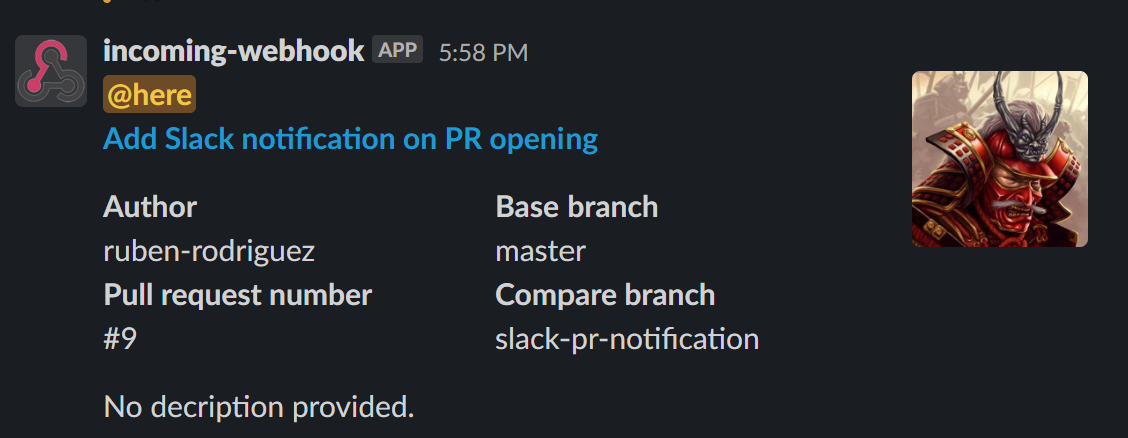 incoming-webhook APP 5:58 PM
@here
Add Slack notification on PR opening
Author
ruben-rodriguez
Base branch
master
Pull request number
#9
Compare branch
slack-pr-notification
No decription provided.